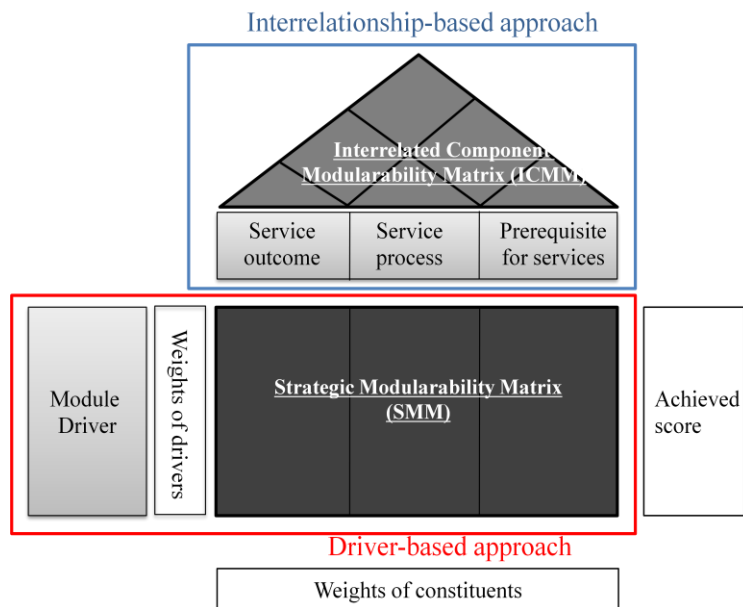 Interrelationship-based approach
Interrelated Component
Modularability Matrix (ICMM)
Service
outcome
Service
process
Prerequisite
for services
Module
Driver
Weights of drivers
Strategic Modularability Matrix
(SMM)
Achieved
score
Driver-based approach
Weights of constituents